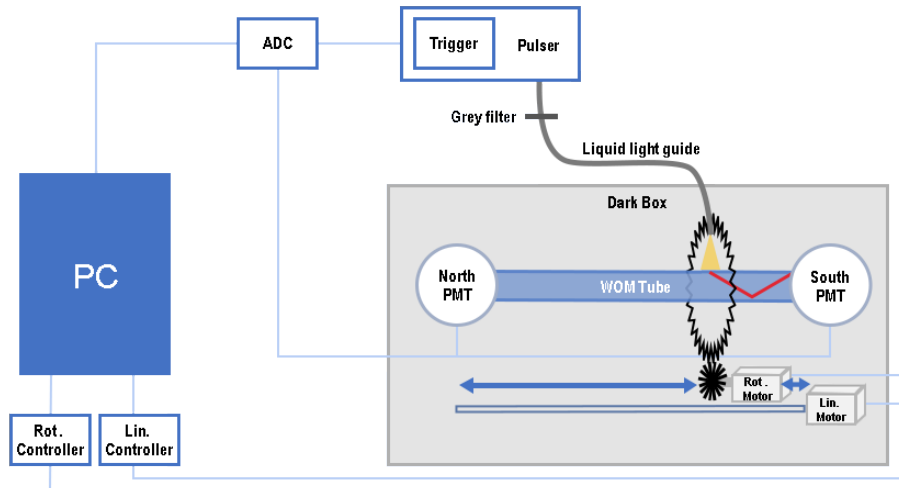 ADC
Trigger
Pulser
Grey filter
Liquid light guide
Dark Box
PC
North
PMT
WOM Tube
South
PMT
Rot.
Motor
Lin.
Motor
Rot.
Controller
Lin.
Controller